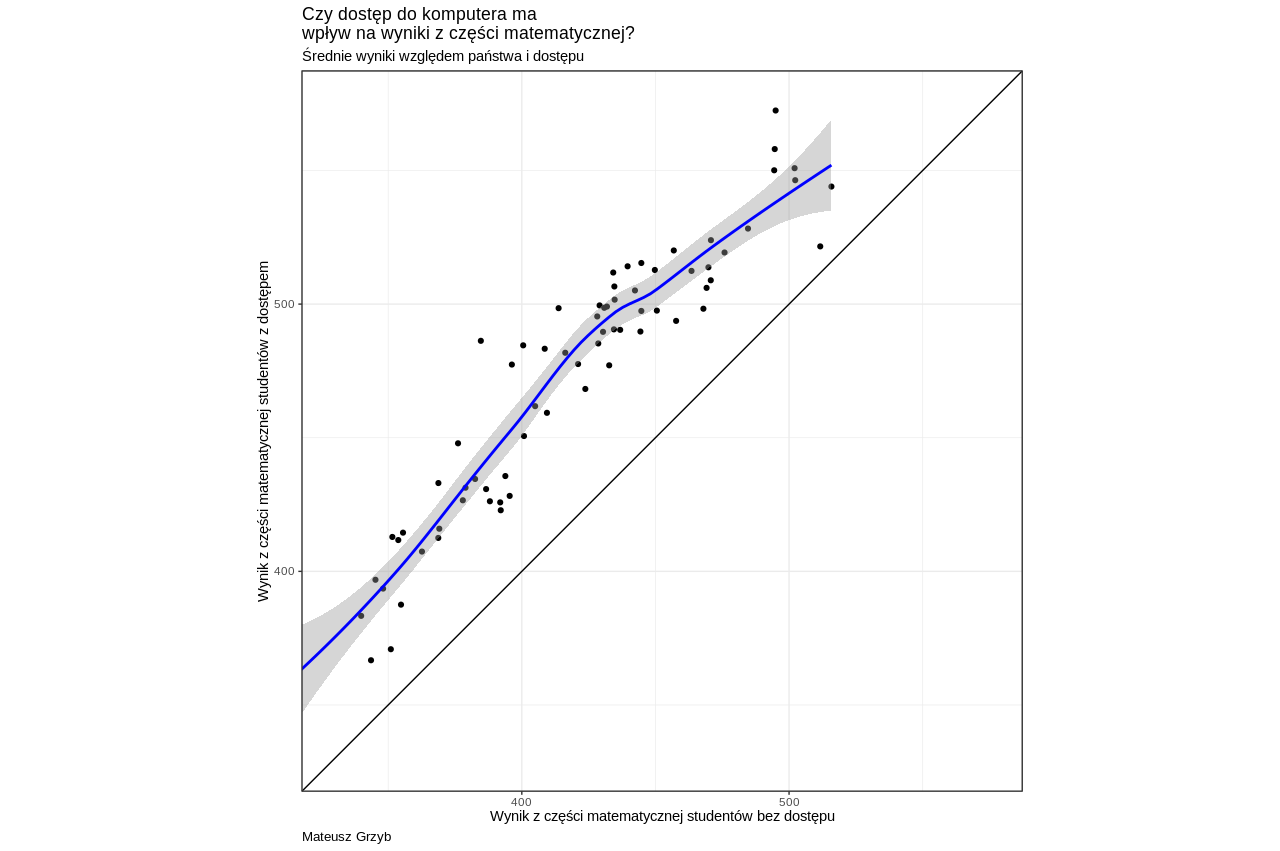 Czy dostęp do komputera ma
wpływ na wyniki z części matematycznej?
Średnie wyniki względem państwa i dostępu
Wynik z części matematycznej studentów z dostępem
500
400
400
500
Wynik z części matematycznej studentów bez dostępu
Mateusz Grzyb